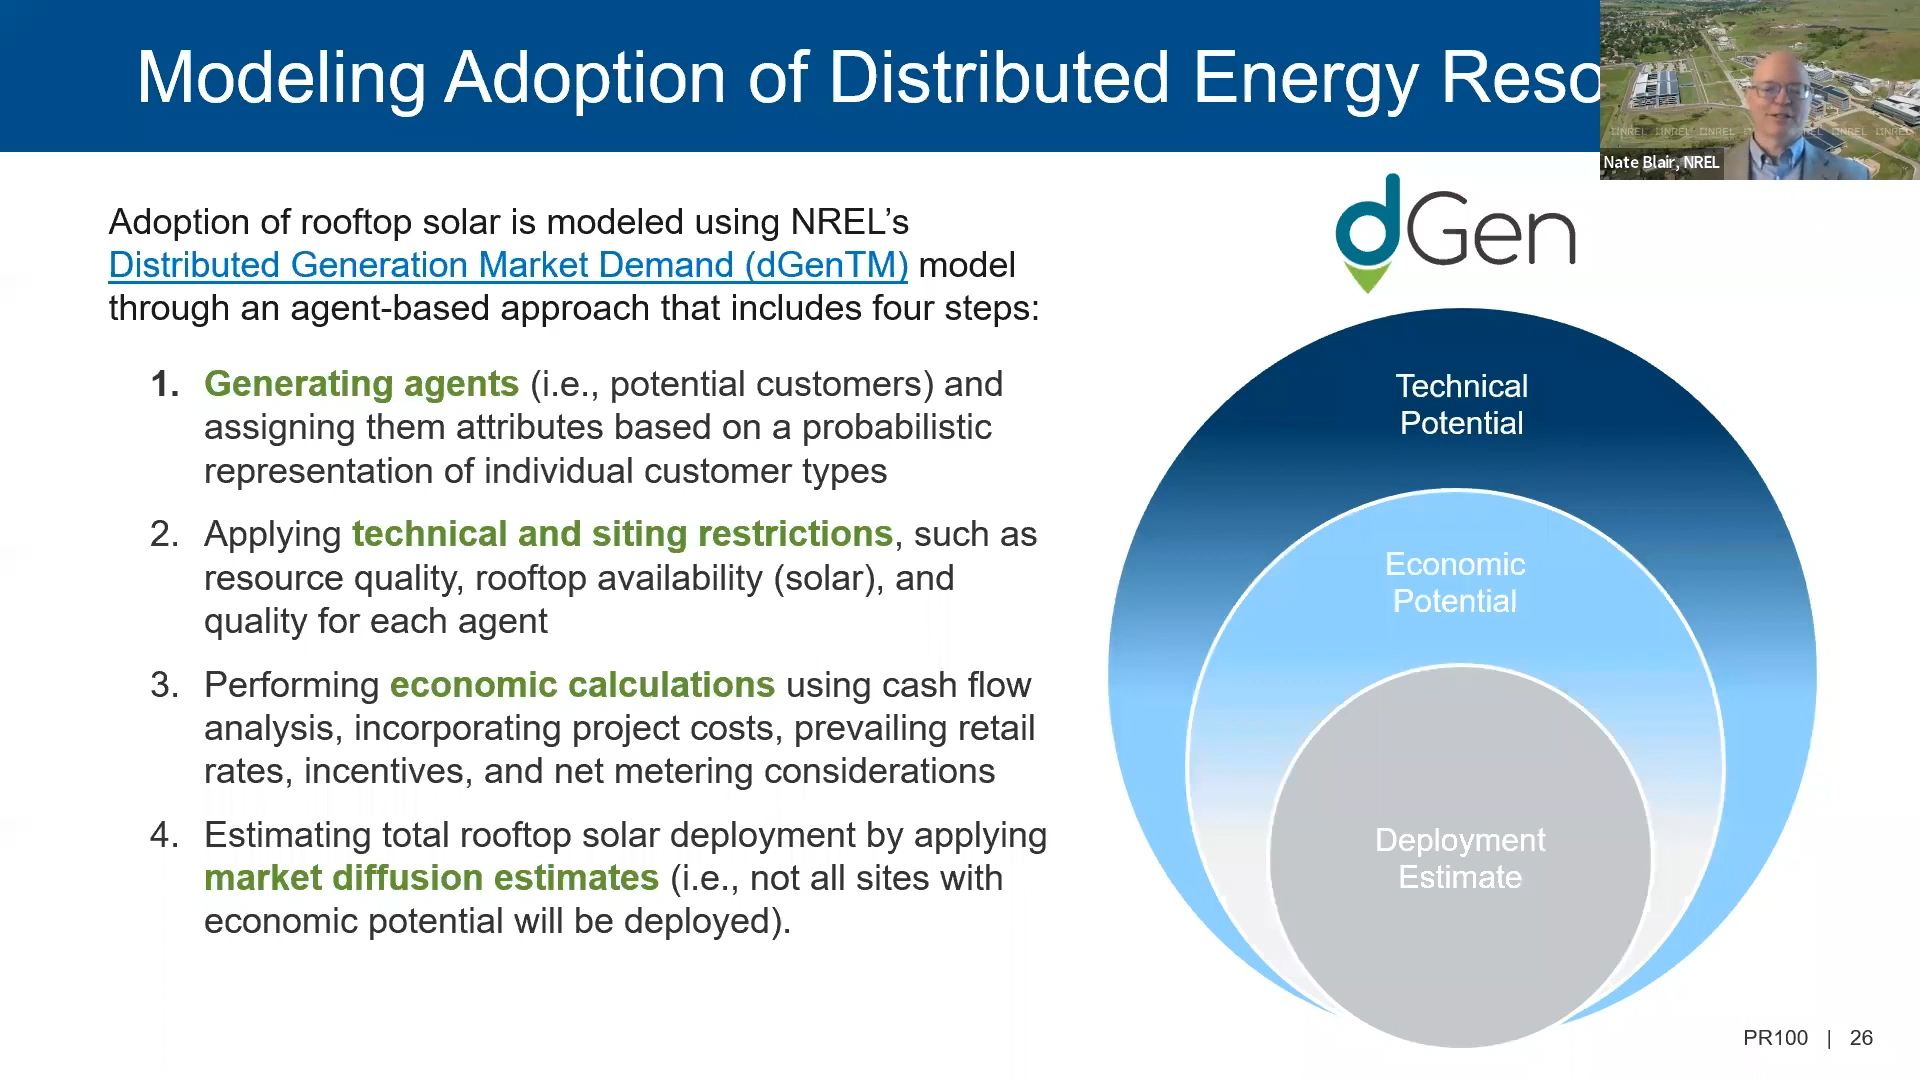 Modeling Adoption of Distributed Energy Reso
Nate Blair, NREL
dGen
Adoption of rooftop solar is modeled using NREL’s
Distributed Generation Market Demand (dGenTM) model
through an agent-based approach that includes four steps:
1. Generating agents (i.e., potential customers) and
assigning them attributes based on a probabilistic
representation of individual customer types
2. Applying technical and siting restrictions, such as
resource quality, rooftop availability (solar), and
quality for each agent
3. Performing economic calculations using cash flow
analysis, incorporating project costs, prevailing retail
rates, incentives, and net metering considerations
4. Estimating total rooftop solar deployment by applying
market diffusion estimates (i.e., not all sites with
economic potential will be deployed).
Technical
Potential
Economic
Potential
Deployment
Estimate
PR100 | 26